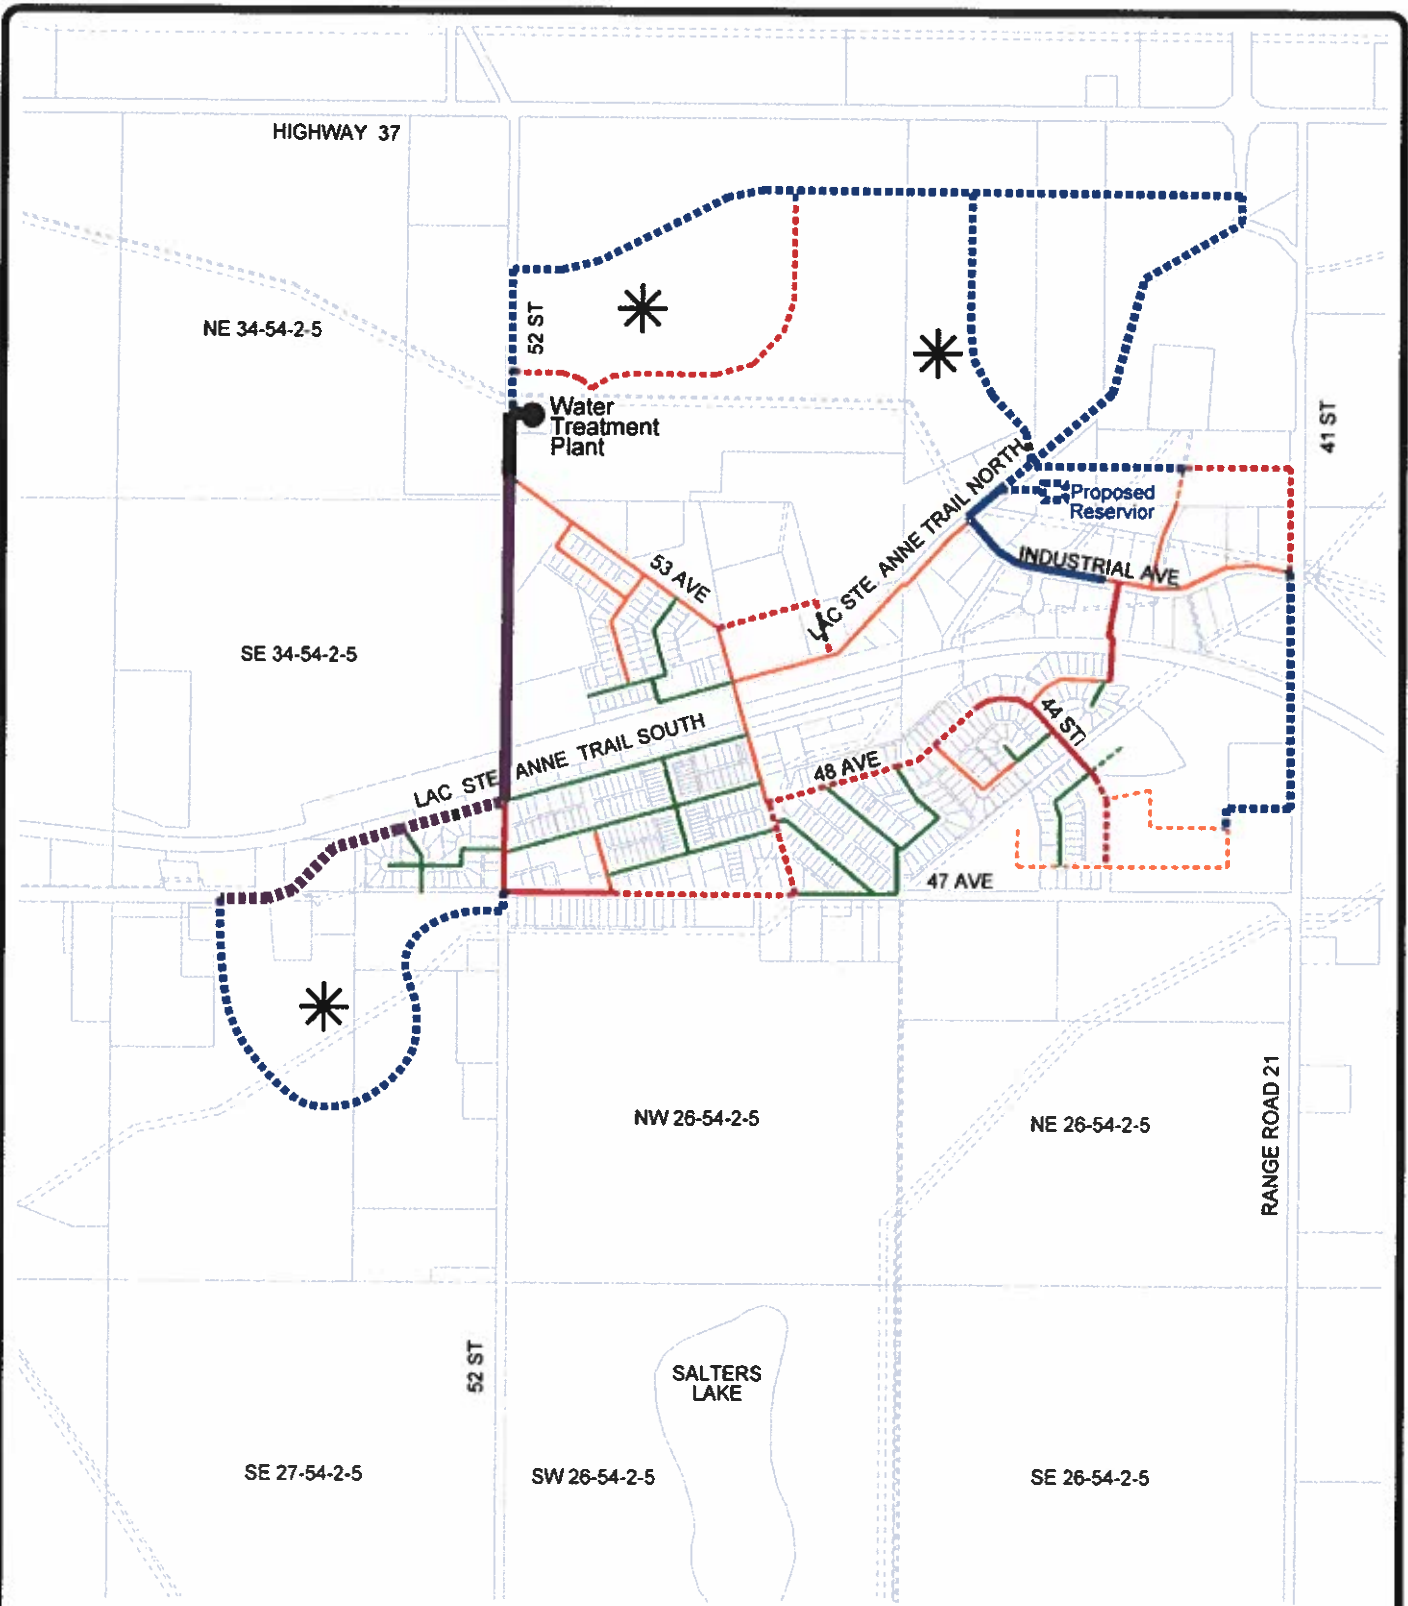 HIGHWAY 37
NE 34-54-2-5
52 ST
Water
Treatment
Plant
41 ST
LAC STE. ANNE TRAIL NORTH
Proposed
Reservior
INDUSTRIAL AVE
53 AVE
SE 34-54-2-5
44 ST
LAC STE ANNE TRAIL SOUTH
48 AVE
47 AVE
NW 26-54-2-5
NE 26-54-2-5
RANGE ROAD 21
52 ST
SALTERS
LAKE
SE 27-54-2-5
SW 26-54-2-5
SE 26-54-2-5